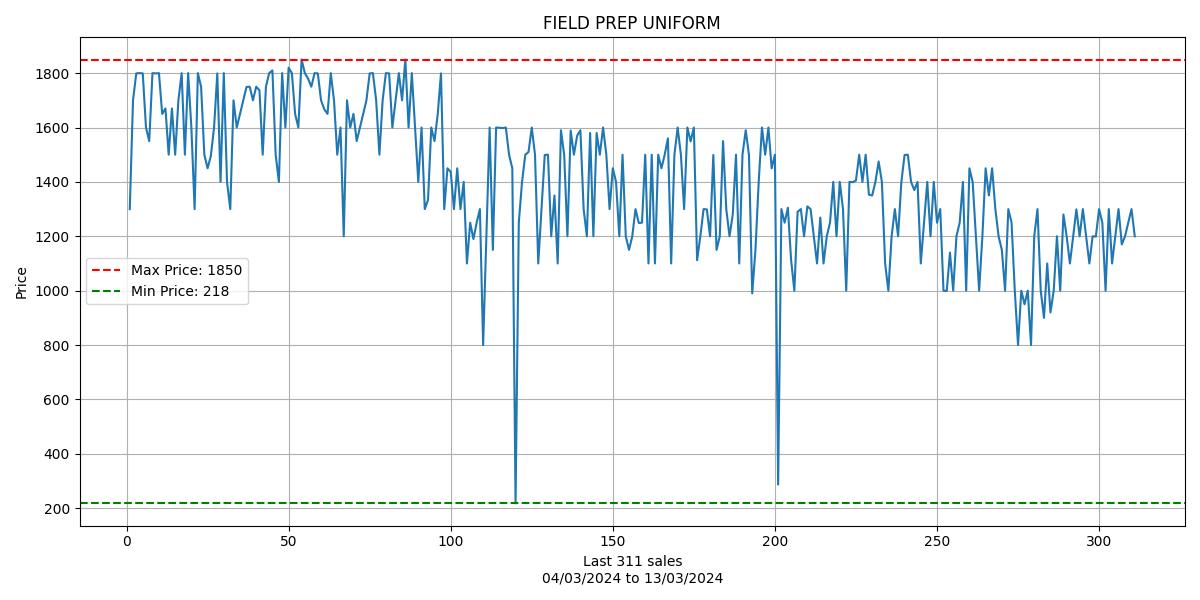 FIELD PREP UNIFORM
Price
1800
1600
1400
1200
1000
800
600
400
200
Max Price: 1850
Min Price: 218
0 50 100 150 200 250 300
Last 311 sales
04/03/2024 to 13/03/2024